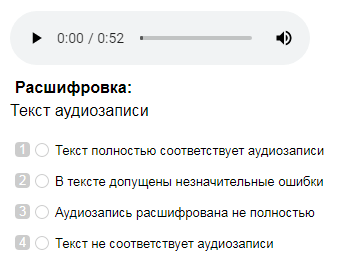 0:00 / 0:52
Расшифровка:
Текст аудиозаписи
1 Текст полностью соответствует аудиозаписи
2 В тексте допущены незначительные ошибки
3 Аудиозапись расшифрована не полностью
4 Текст не соответствует аудиозаписи